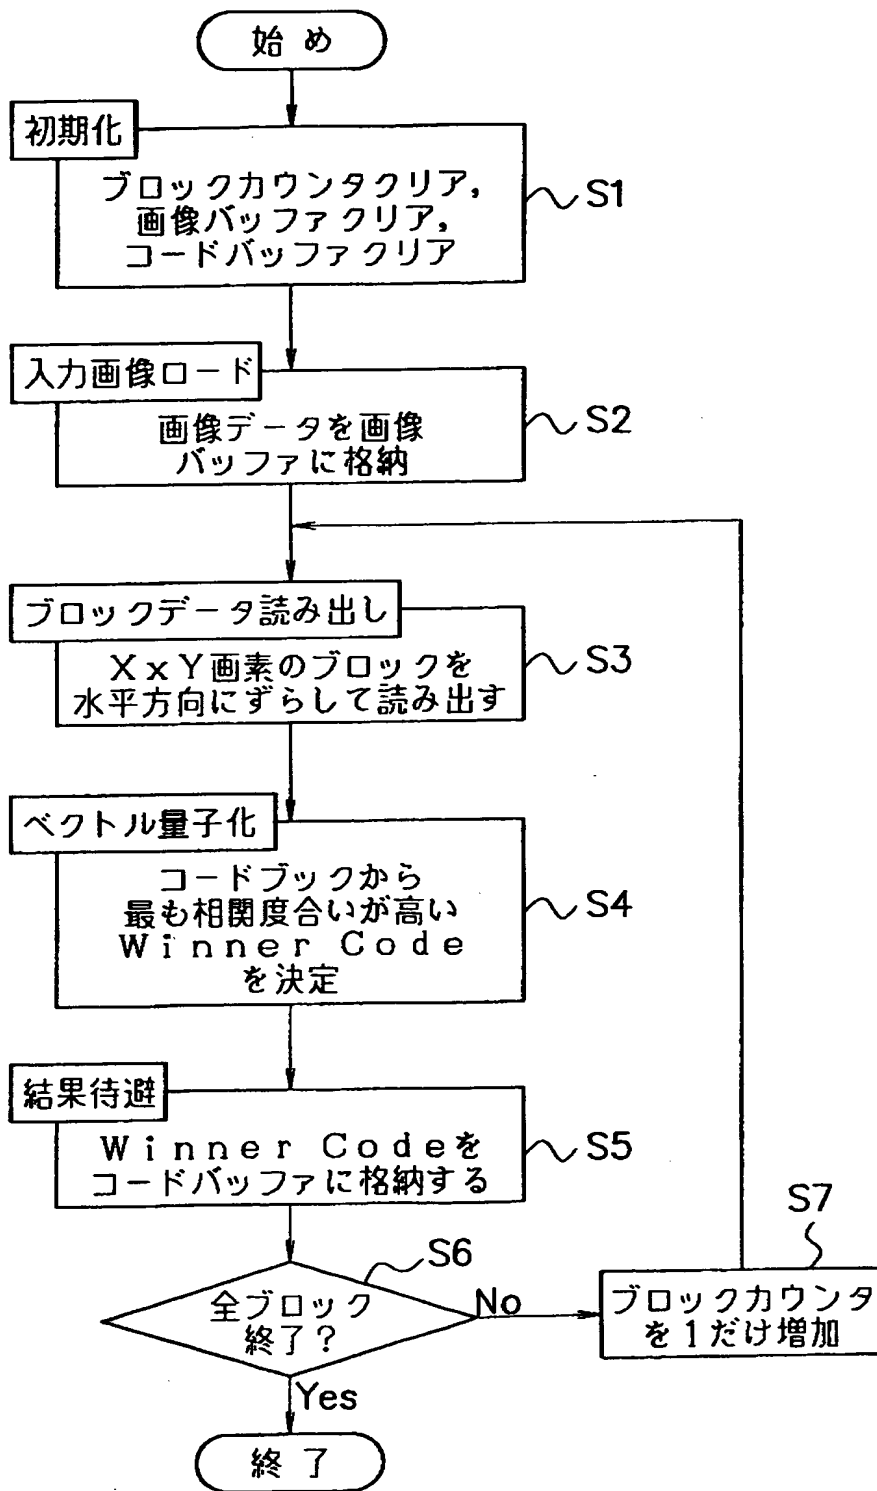 始め
初期化
ブロックカウンタクリア,
画像バッファクリア,
コードバッファクリア
S1
入力画像ロード
画像データを画像
バッファに格納
S2
ブロックデータ読み出し
XxY画素のブロックを
水平方向にずらして読み出す
S3
ベクトル量子化
コードブックから
最も相関度合いが高い
Winner Code
を決定
S4
結果待避
Winner Codeを
コードバッファに格納する
S5
S6
全ブロック
終了?
No
S7
ブロックカウンタ
を1だけ増加
Yes
終了